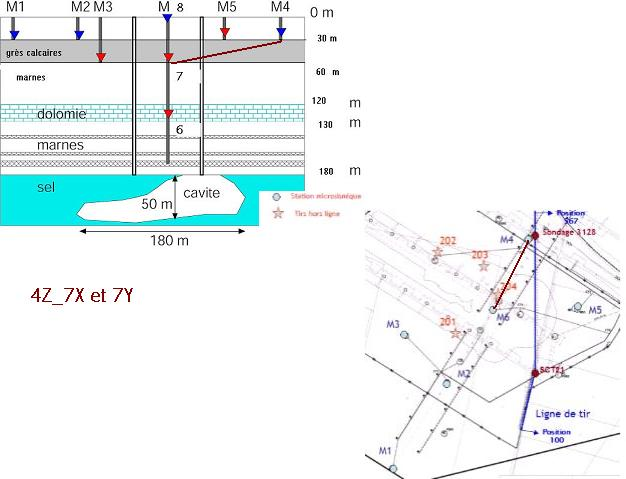 M1 M2 M3 M 8 M5 M4
0 m
30 m
grès calcaires
60 m
marnes
7
120 m
dolomie
130 m
6
marnes
180 m
sel
cavite
50 m
180 m
Station microsismique
Tirs hors ligne
4Z_7X et 7Y
Position
567
M4
Sondage 3128
202
203
204
M6
M5
M3
201
SCT21
M2
Ligne de tir
Position
100
M1